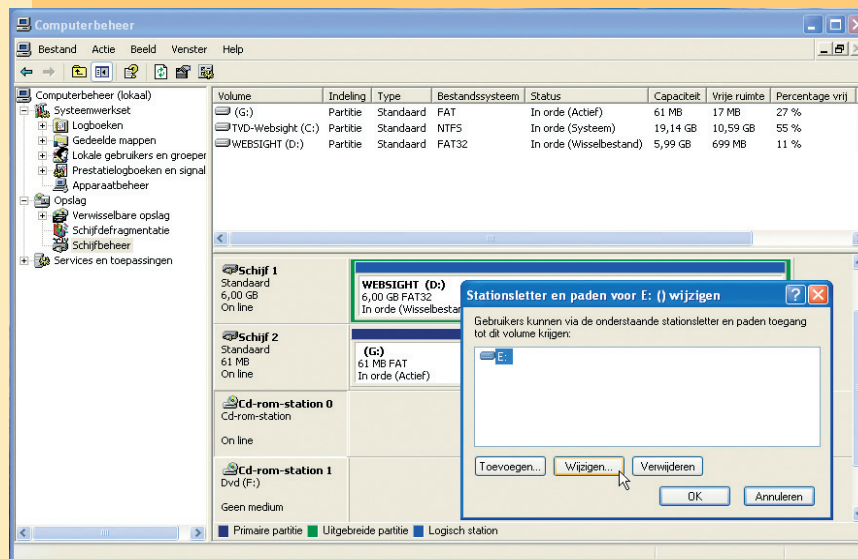 Computerbeheer
Bestand Actie Beeld Venster Help
Computerbeheer (lokaal)
Systeemwerkset
Logboeken
Gedeelde mappen
Lokale gebruikers en groeper
Prestatielogboeken en signal
Apparaatbeheer
Opslag
Verwisselbare opslag
Schijfdefragmentatie
Schijfbeheer
Services en toepassingen
Volume Indeling Type Bestandssysteem Status Capaciteit Vrije ruimte Percentage vrij
(G:) Partitie Standaard FAT In orde (Actief) 61 MB 17 MB 27 %
TVD-Websight (C:) Partitie Standaard NTFS In orde (Systeem) 19,14 GB 10,59 GB 55 %
WEBSIGHT (D:) Partitie Standaard FAT32 In orde (Wisselbestand) 5,99 GB 699 MB 11 %
Schijf 1
Standaard
6,00 GB
On line
WEBSIGHT (D:)
6,00 GB FAT32
In orde (Wisselbestar
Schijf 2
Standaard
61 MB
On line
(G:)
61 MB FAT
In orde (Actief)
Cd-rom-station 0
Cd-rom-station
On line
Cd-rom-station 1
Dvd (F:)
Geen medium
Primaire partitie Uitgebreide partitie Logisch station
Stationsletter en paden voor E: () wijzigen
Gebruikers kunnen via de onderstaande stationsletter en paden toegang
tot dit volume krijgen:
E:
Toevoegen... Wijzigen... Verwijderen
OK Annuleren